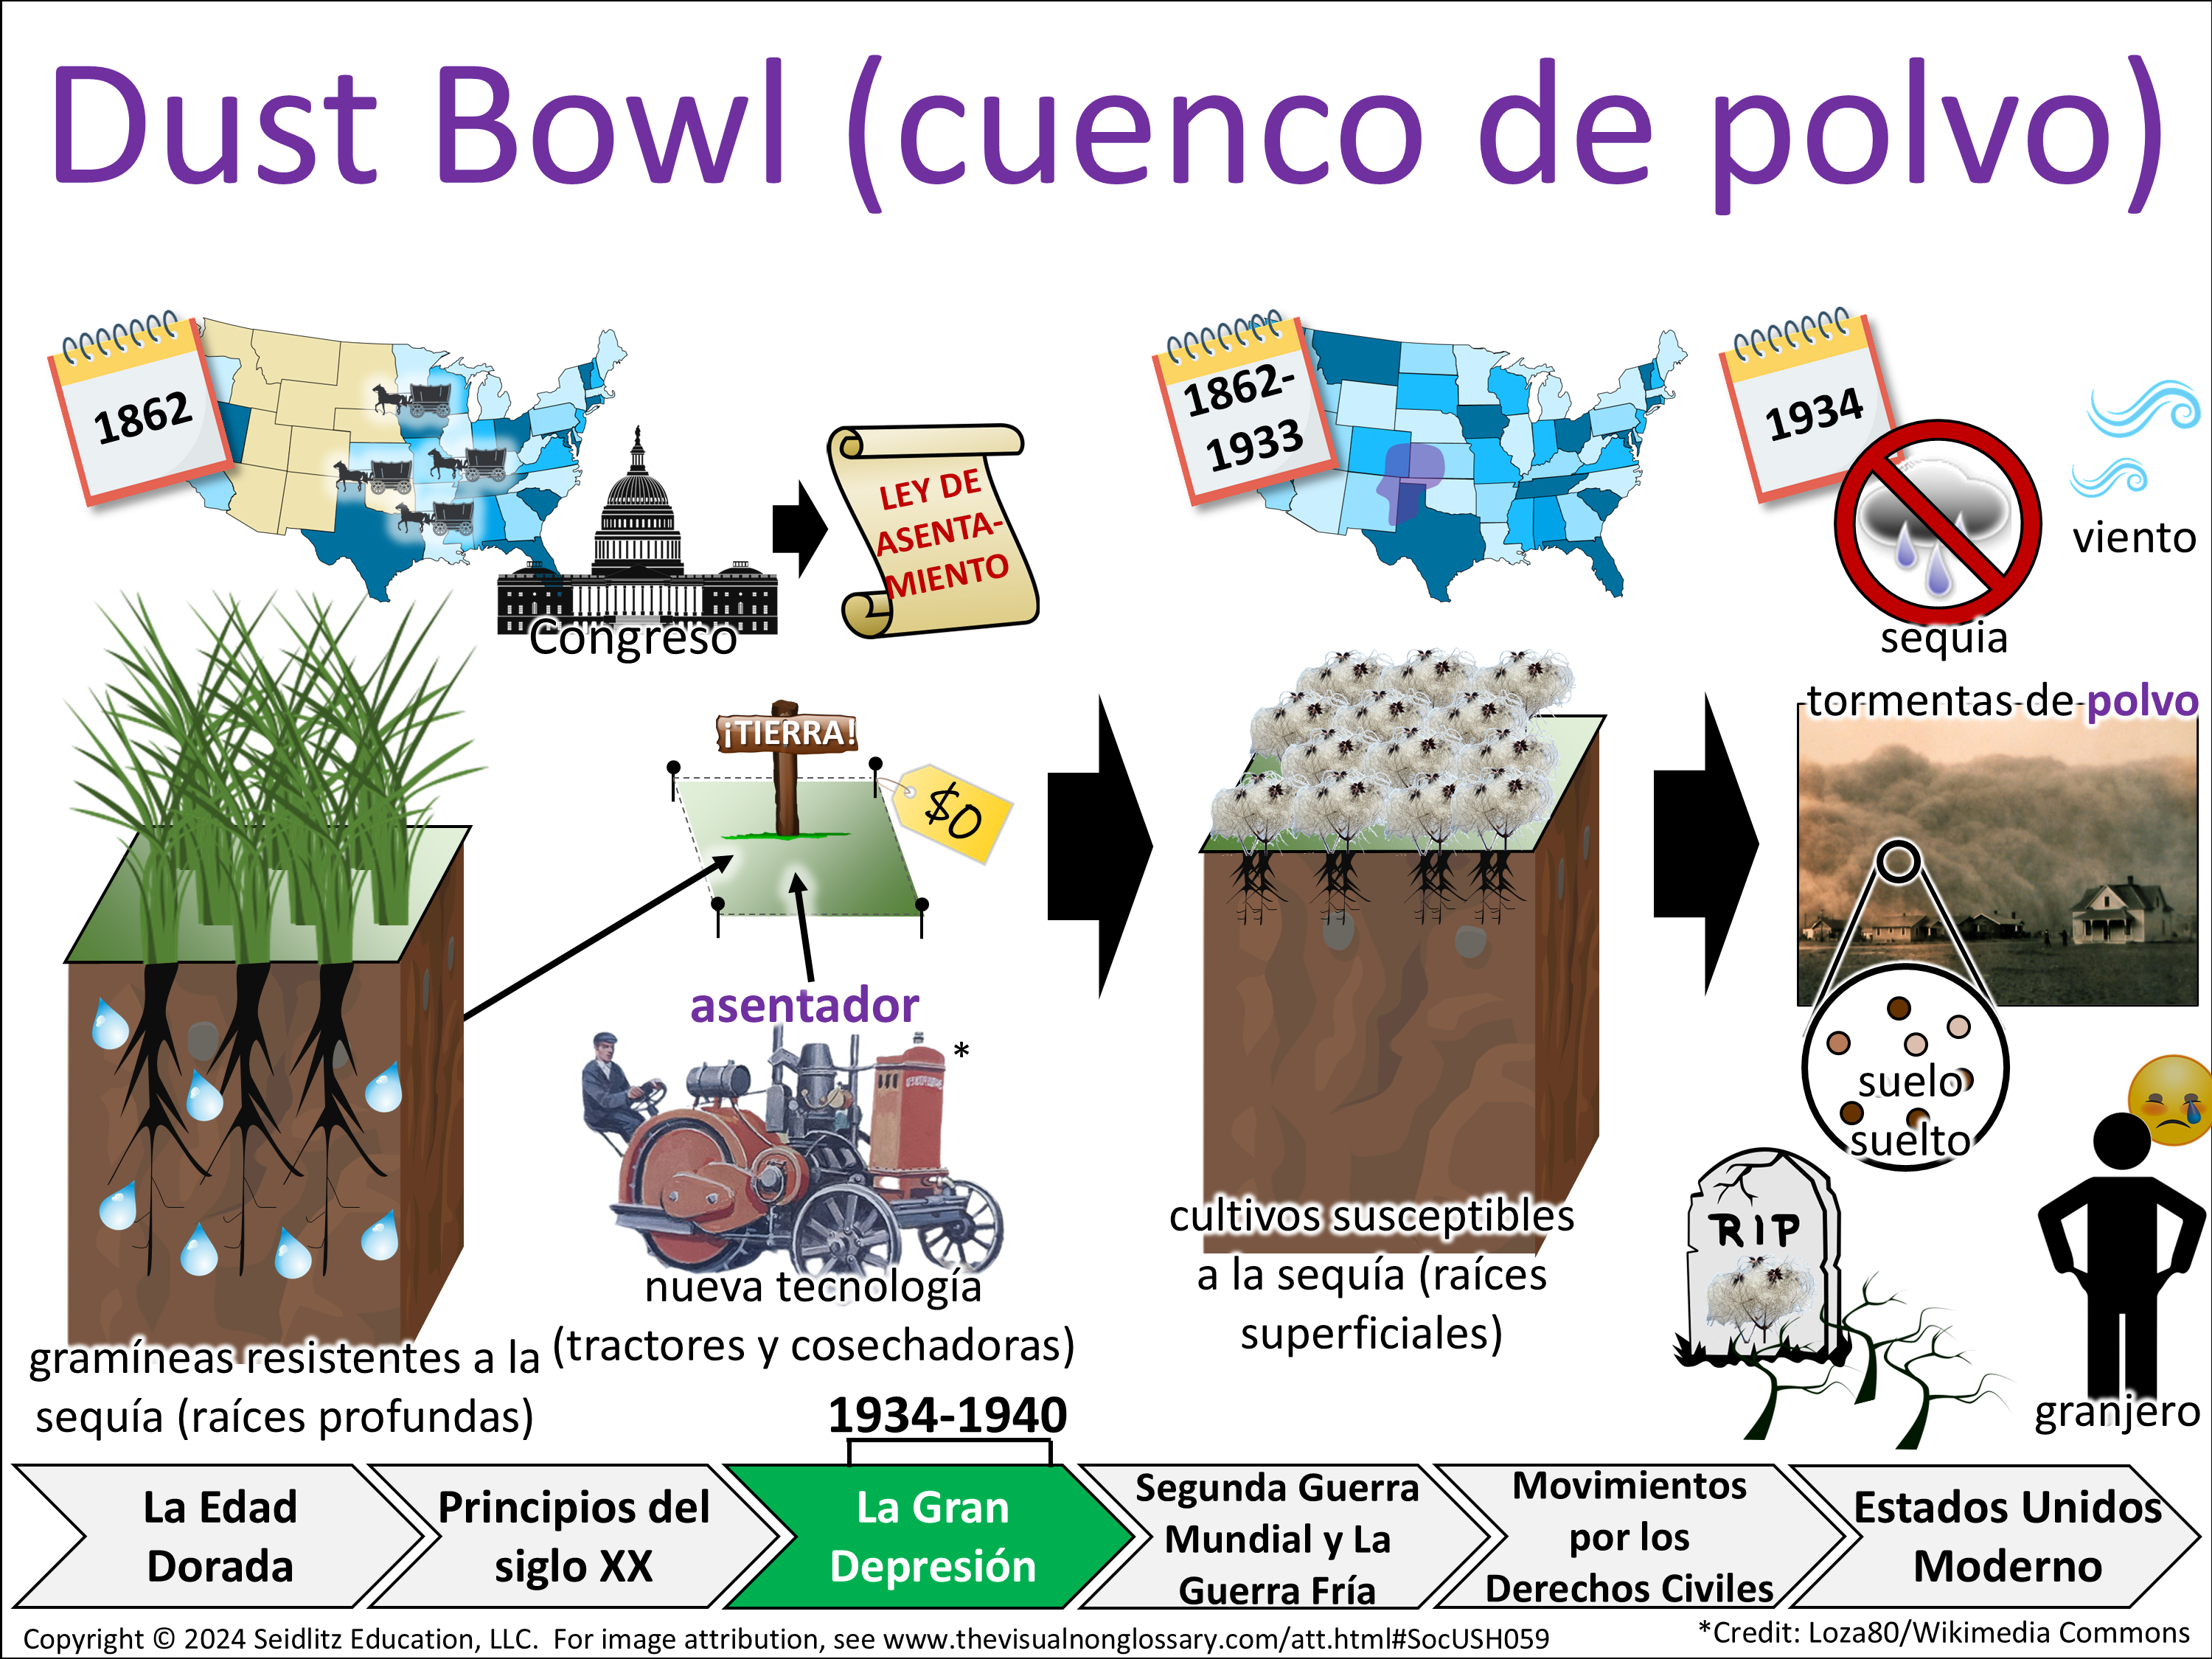 Dust Bowl (cuenco de polvo)
1862
Congreso
LEY DE
ASENTA-
MIENTO
1862-
1933
1934
viento
sequia
tormentas de polvo
¡TIERRA!
$0
asentador
*
nueva tecnología
(tractores y cosechadoras)
gramíneas resistentes a la
sequía (raíces profundas)
cultivos susceptibles
a la sequía (raíces
superficiales)
suelo
suelto
RIP
granjero
1934-1940
La Edad
Dorada
Principios del
siglo XX
La Gran
Depresión
Segunda Guerra
Mundial y La
Guerra Fría
Movimientos
por los
Derechos Civiles
Estados Unidos
Moderno
Copyright © 2024 Seidlitz Education, LLC. For image attribution, see www.thevisualnonglossary.com/att.html#SocUSH059
*Credit: Loza80/Wikimedia Commons